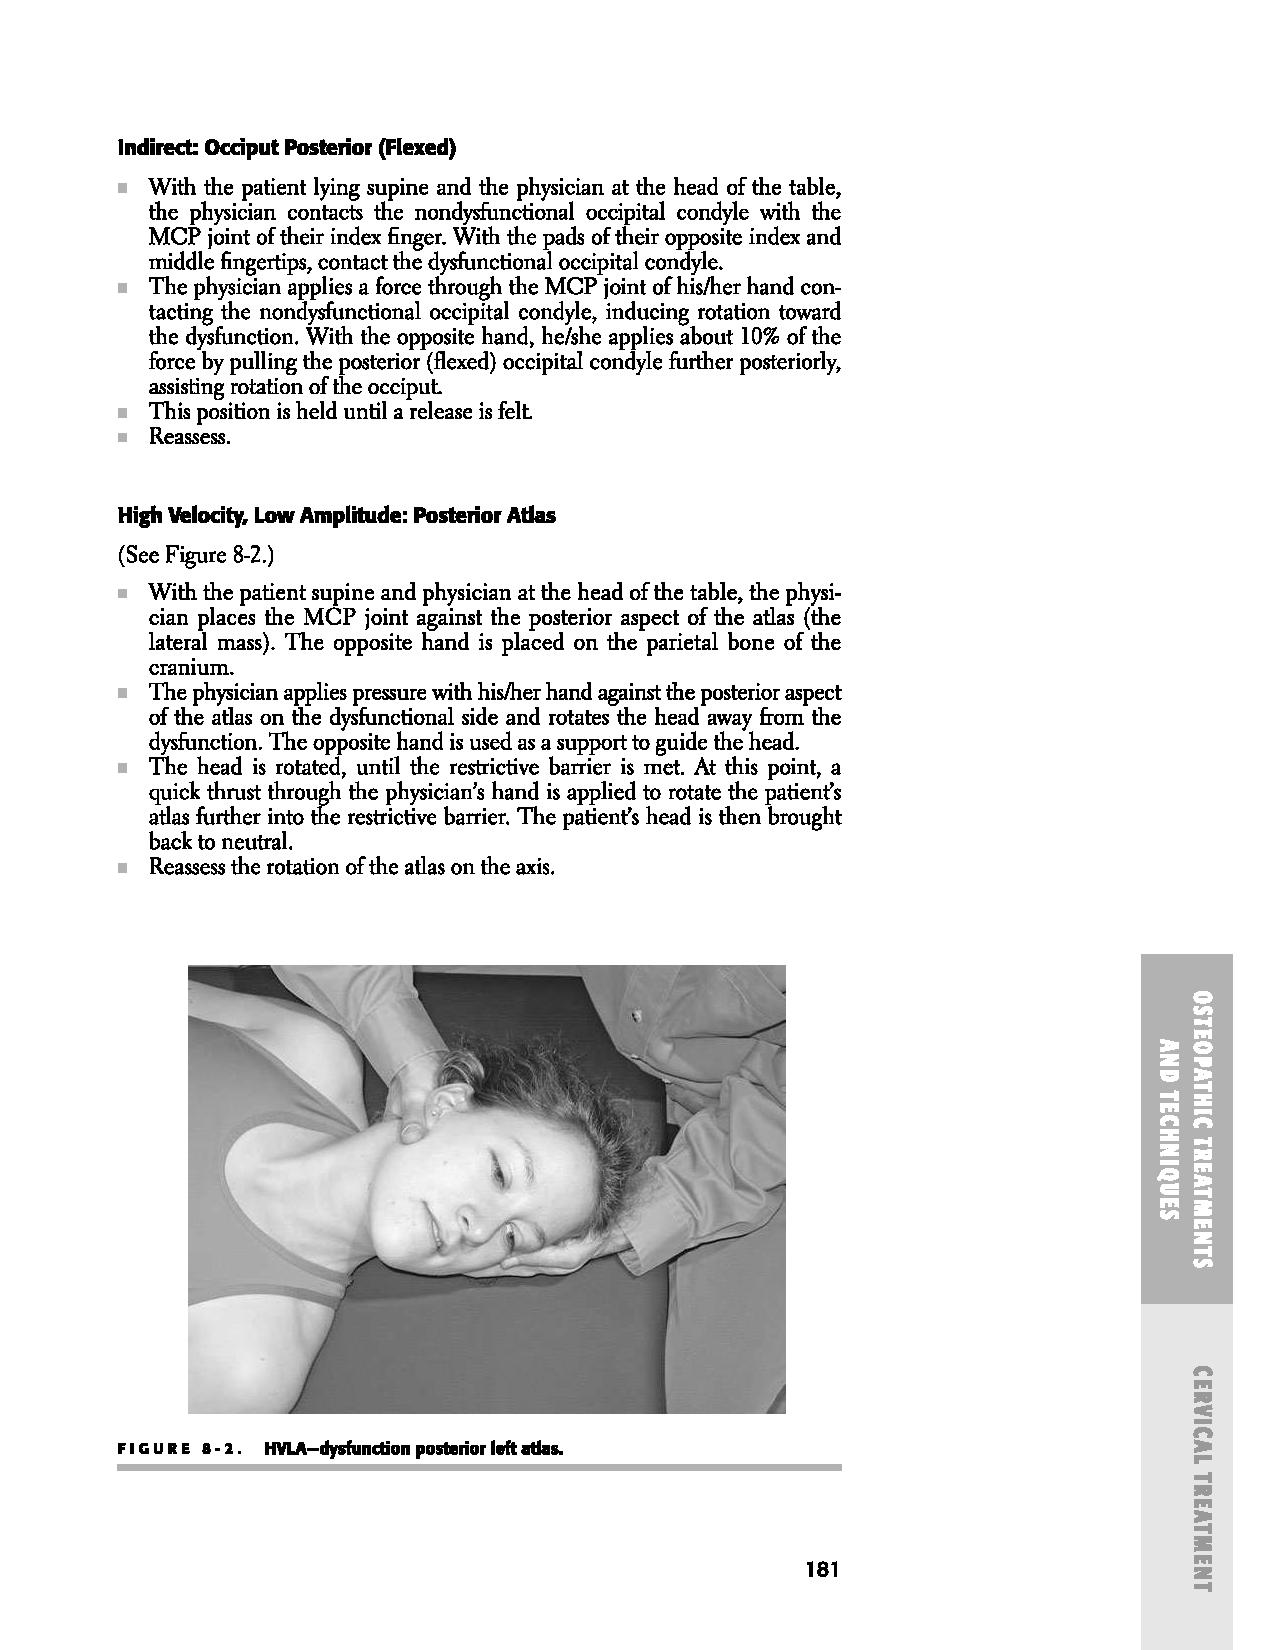 Indirect: Occiput Posterior (Flexed)
■ With the patient lying supine and the physician at the head of the table,
the physician contacts the nondysfunctional occipital condyle with the
MCP joint of their index finger. With the pads of their opposite index and
middle fingertips, contact the dysfunctional occipital condyle.
■ The physician applies a force through the MCP joint of his/her hand con-
tacting the nondysfunctional occipital condyle, inducing rotation toward
the dysfunction. With the opposite hand, he/she applies about 10% of the
force by pulling the posterior (flexed) occipital condyle further posteriorly,
assisting rotation of the occiput.
■ This position is held until a release is felt.
■ Reassess.
High Velocity, Low Amplitude: Posterior Atlas
(See Figure 8-2.)
■ With the patient supine and physician at the head of the table, the physi-
cian places the MCP joint against the posterior aspect of the atlas (the
lateral mass). The opposite hand is placed on the parietal bone of the
cranium.
■ The physician applies pressure with his/her hand against the posterior aspect
of the atlas on the dysfunctional side and rotates the head away from the
dysfunction. The opposite hand is used as a support to guide the head.
■ The head is rotated, until the restrictive barrier is met. At this point, a
quick thrust through the physician's hand is applied to rotate the patient's
atlas further into the restrictive barrier. The patient's head is then brought
back to neutral.
■ Reassess the rotation of the atlas on the axis.
FIGURE 8-2. HVLA—dysfunction posterior left atlas.
181
OSTEOPATHIC TREATMENTS
AND TECHNIQUES
CERVICAL TREATMENT